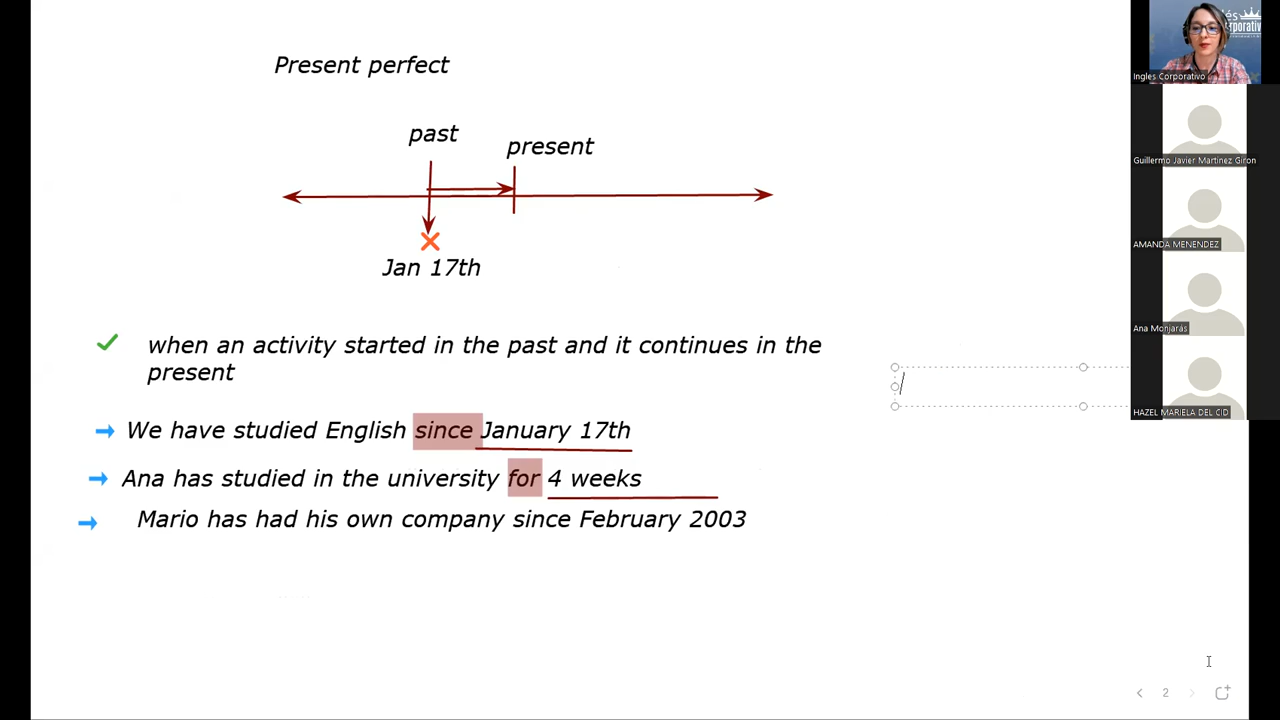 Present perfect
past
present
Jan 17th
when an activity started in the past and it continues in the
present
We have studied English since January 17th
Ana has studied in the university for 4 weeks
Mario has had his own company since February 2003
Ingles Corporativo
Guillermo Javier Martinez Giron
AMANDA MENENDEZ
Ana Monjarás
HAZEL MARIELA DEL CID
2